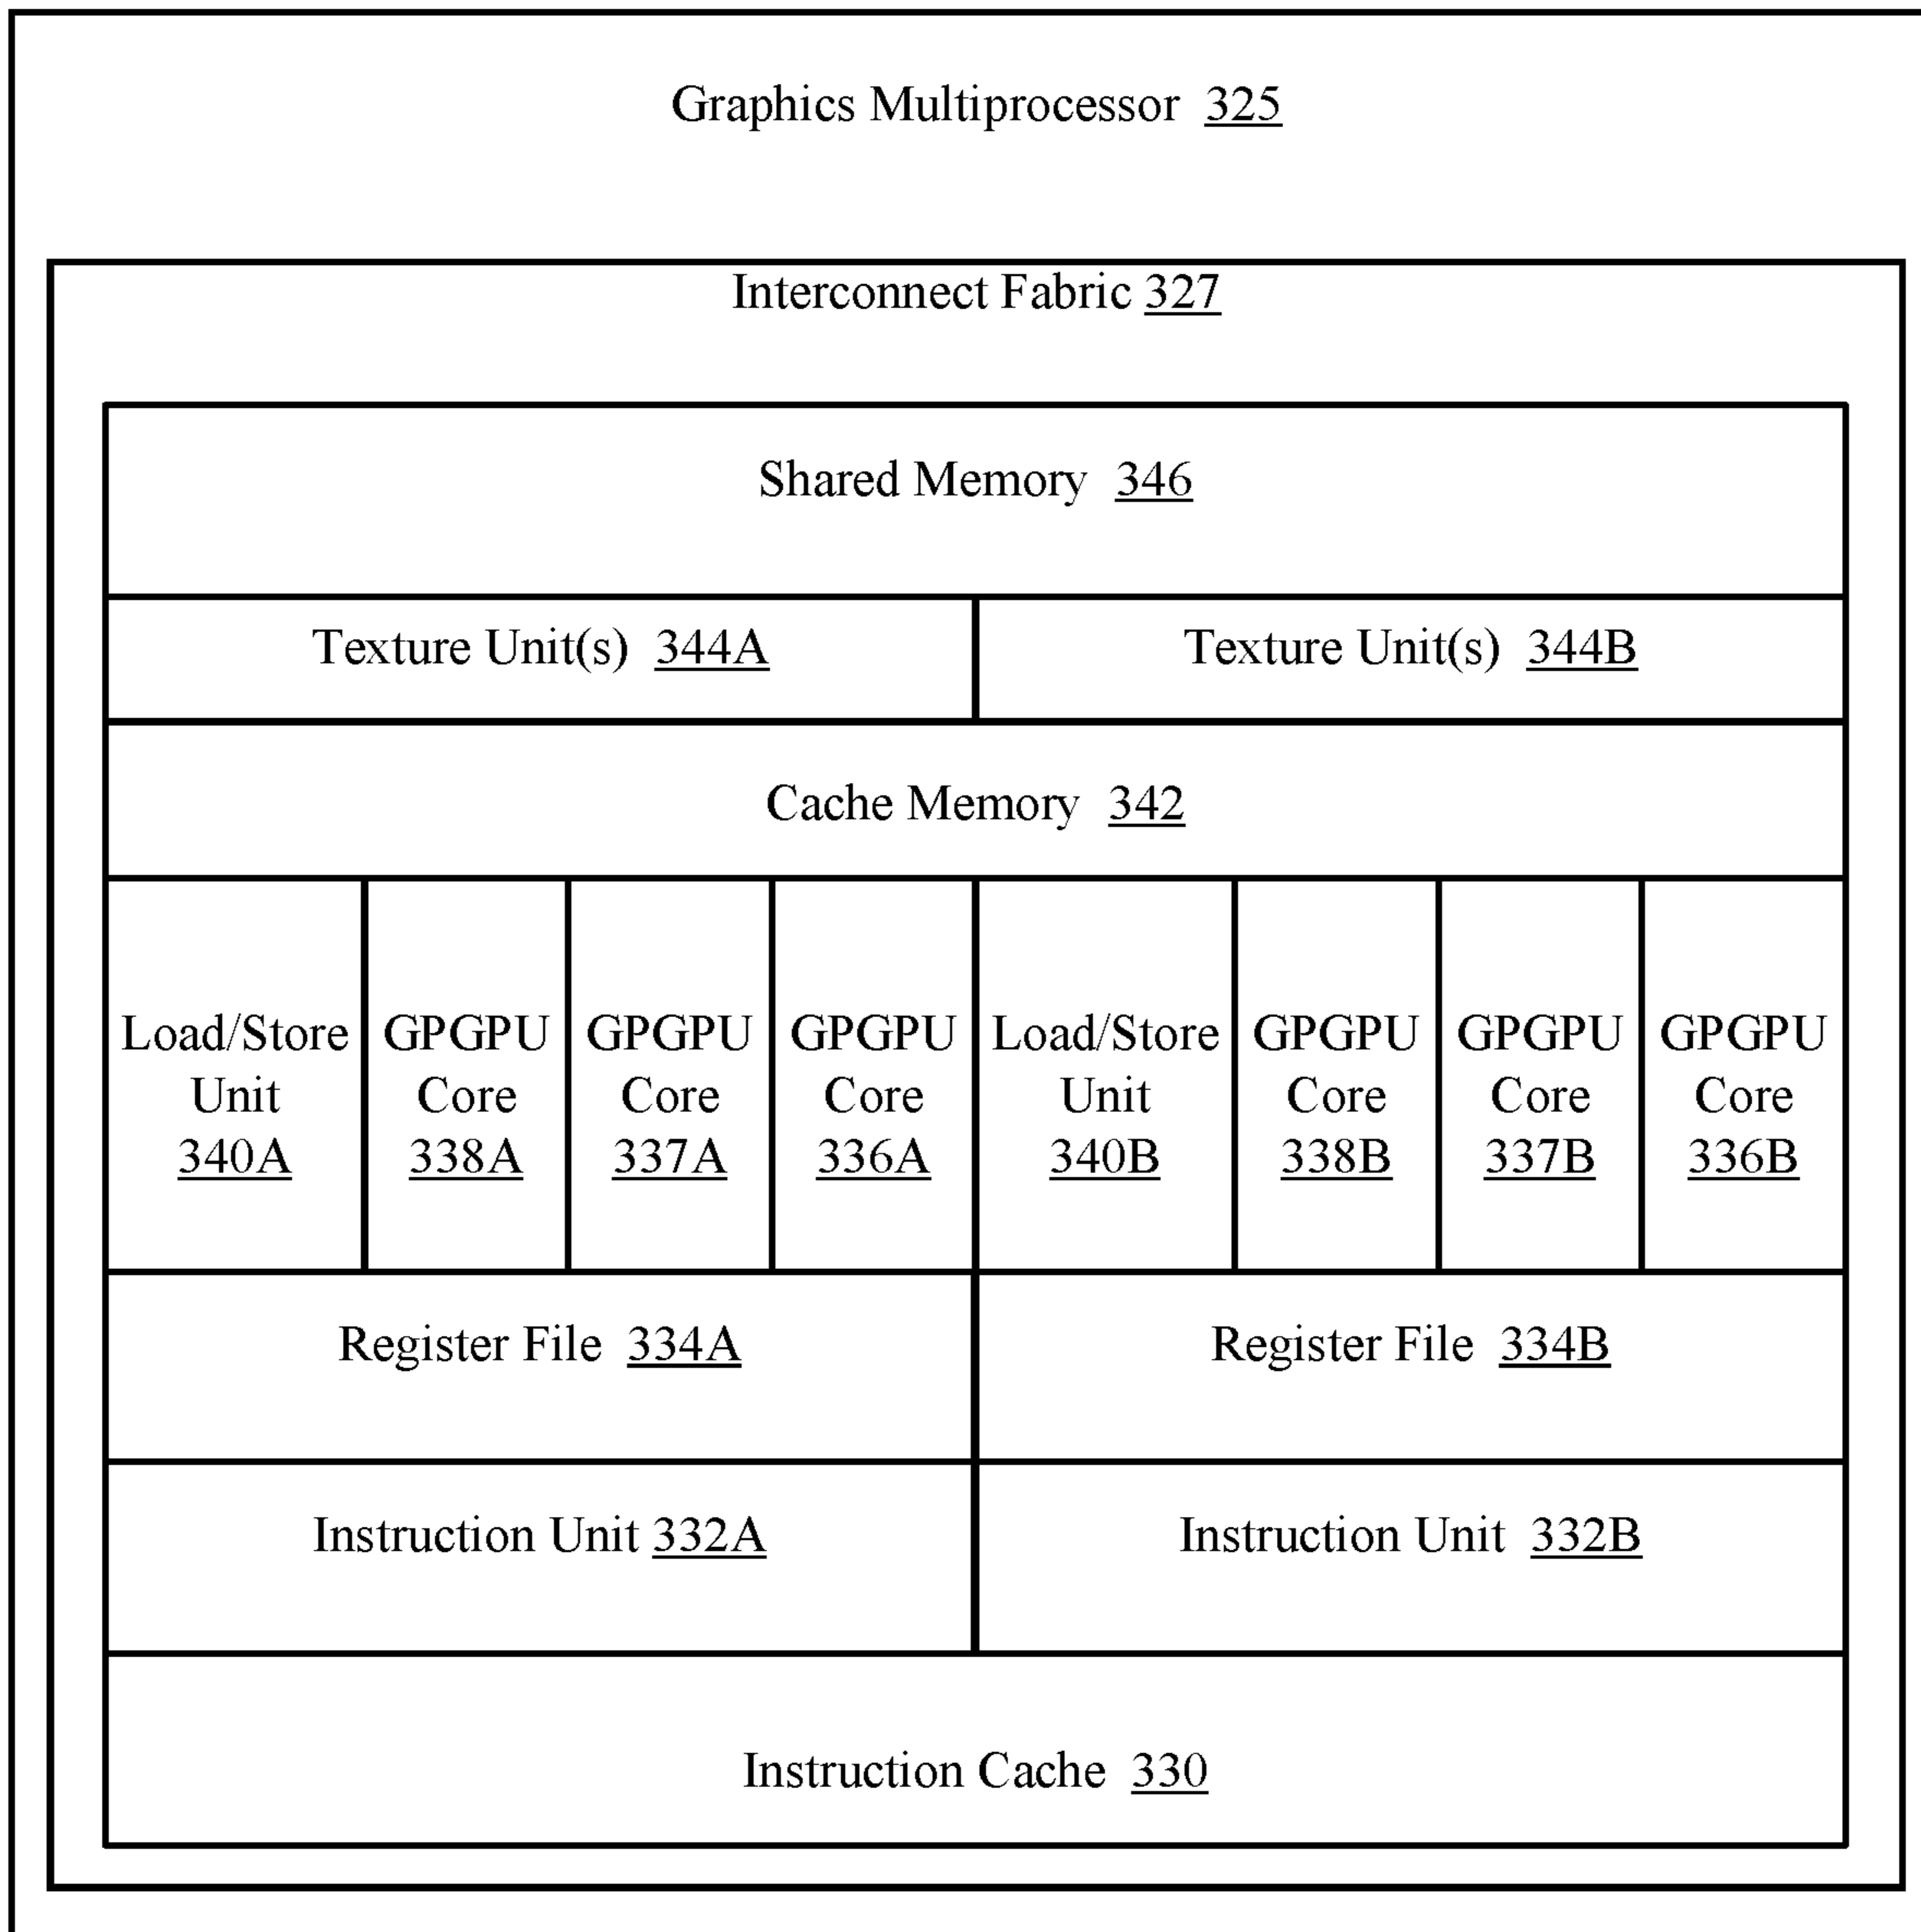 Graphics Multiprocessor 325
Interconnect Fabric 327
Shared Memory 346
Texture Unit(s) 344A
Texture Unit(s) 344B
Cache Memory 342
Load/Store
Unit
340A
GPGPU
Core
338A
GPGPU
Core
337A
GPGPU
Core
336A
Load/Store
Unit
340B
GPGPU
Core
338B
GPGPU
Core
337B
GPGPU
Core
336B
Register File 334A
Register File 334B
Instruction Unit 332A
Instruction Unit 332B
Instruction Cache 330